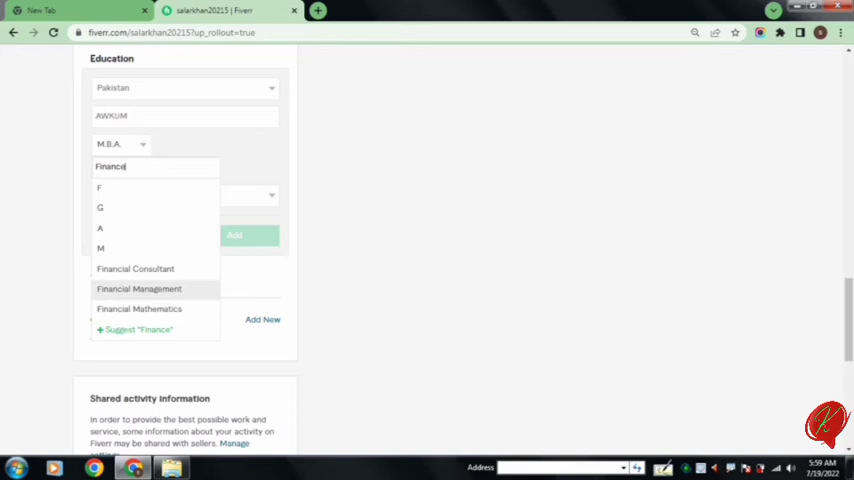 New Tab
salarkhan20215 | Fiverr
fiverr.com/salarkhan20215?up_rollout=true
S
Education
Pakistan
AWKUM
M.B.A.
Finance
F
G
A
M
Financial Consultant
Financial Management
Financial Mathematics
+ Suggest "Finance"
Add
Add New
Shared activity information
In order to provide the best possible work and
service, some information about your activity on
Fiverr may be shared with sellers. Manage
settings
Address
5:59 AM
7/19/2022